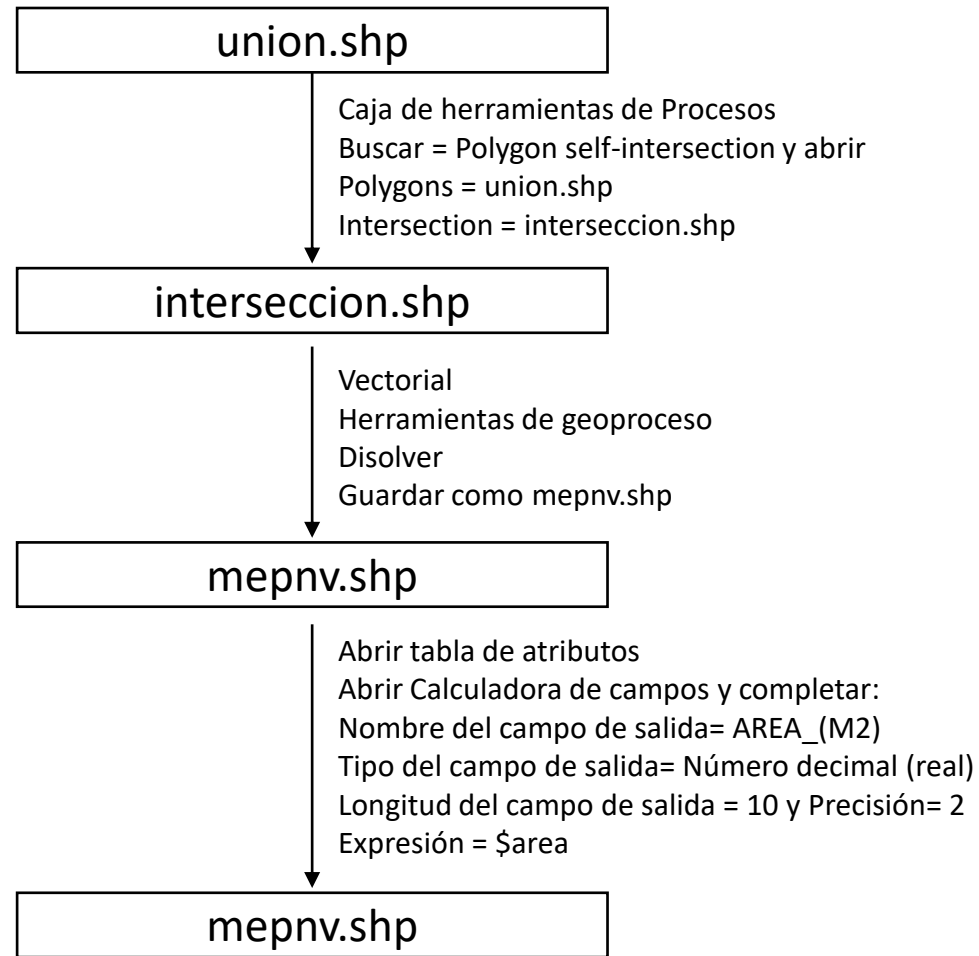 union.shp
Caja de herramientas de Procesos
Buscar = Polygon self-intersection y abrir
Polygons = union.shp
Intersection = interseccion.shp
interseccion.shp
Vectorial
Herramientas de geoproceso
Disolver
Guardar como mepnv.shp
mepnv.shp
Abrir tabla de atributos
Abrir Calculadora de campos y completar:
Nombre del campo de salida= AREA_(M2)
Tipo del campo de salida= Número decimal (real)
Longitud del campo de salida = 10 y Precisión= 2
Expresión = $area
mepnv.shp